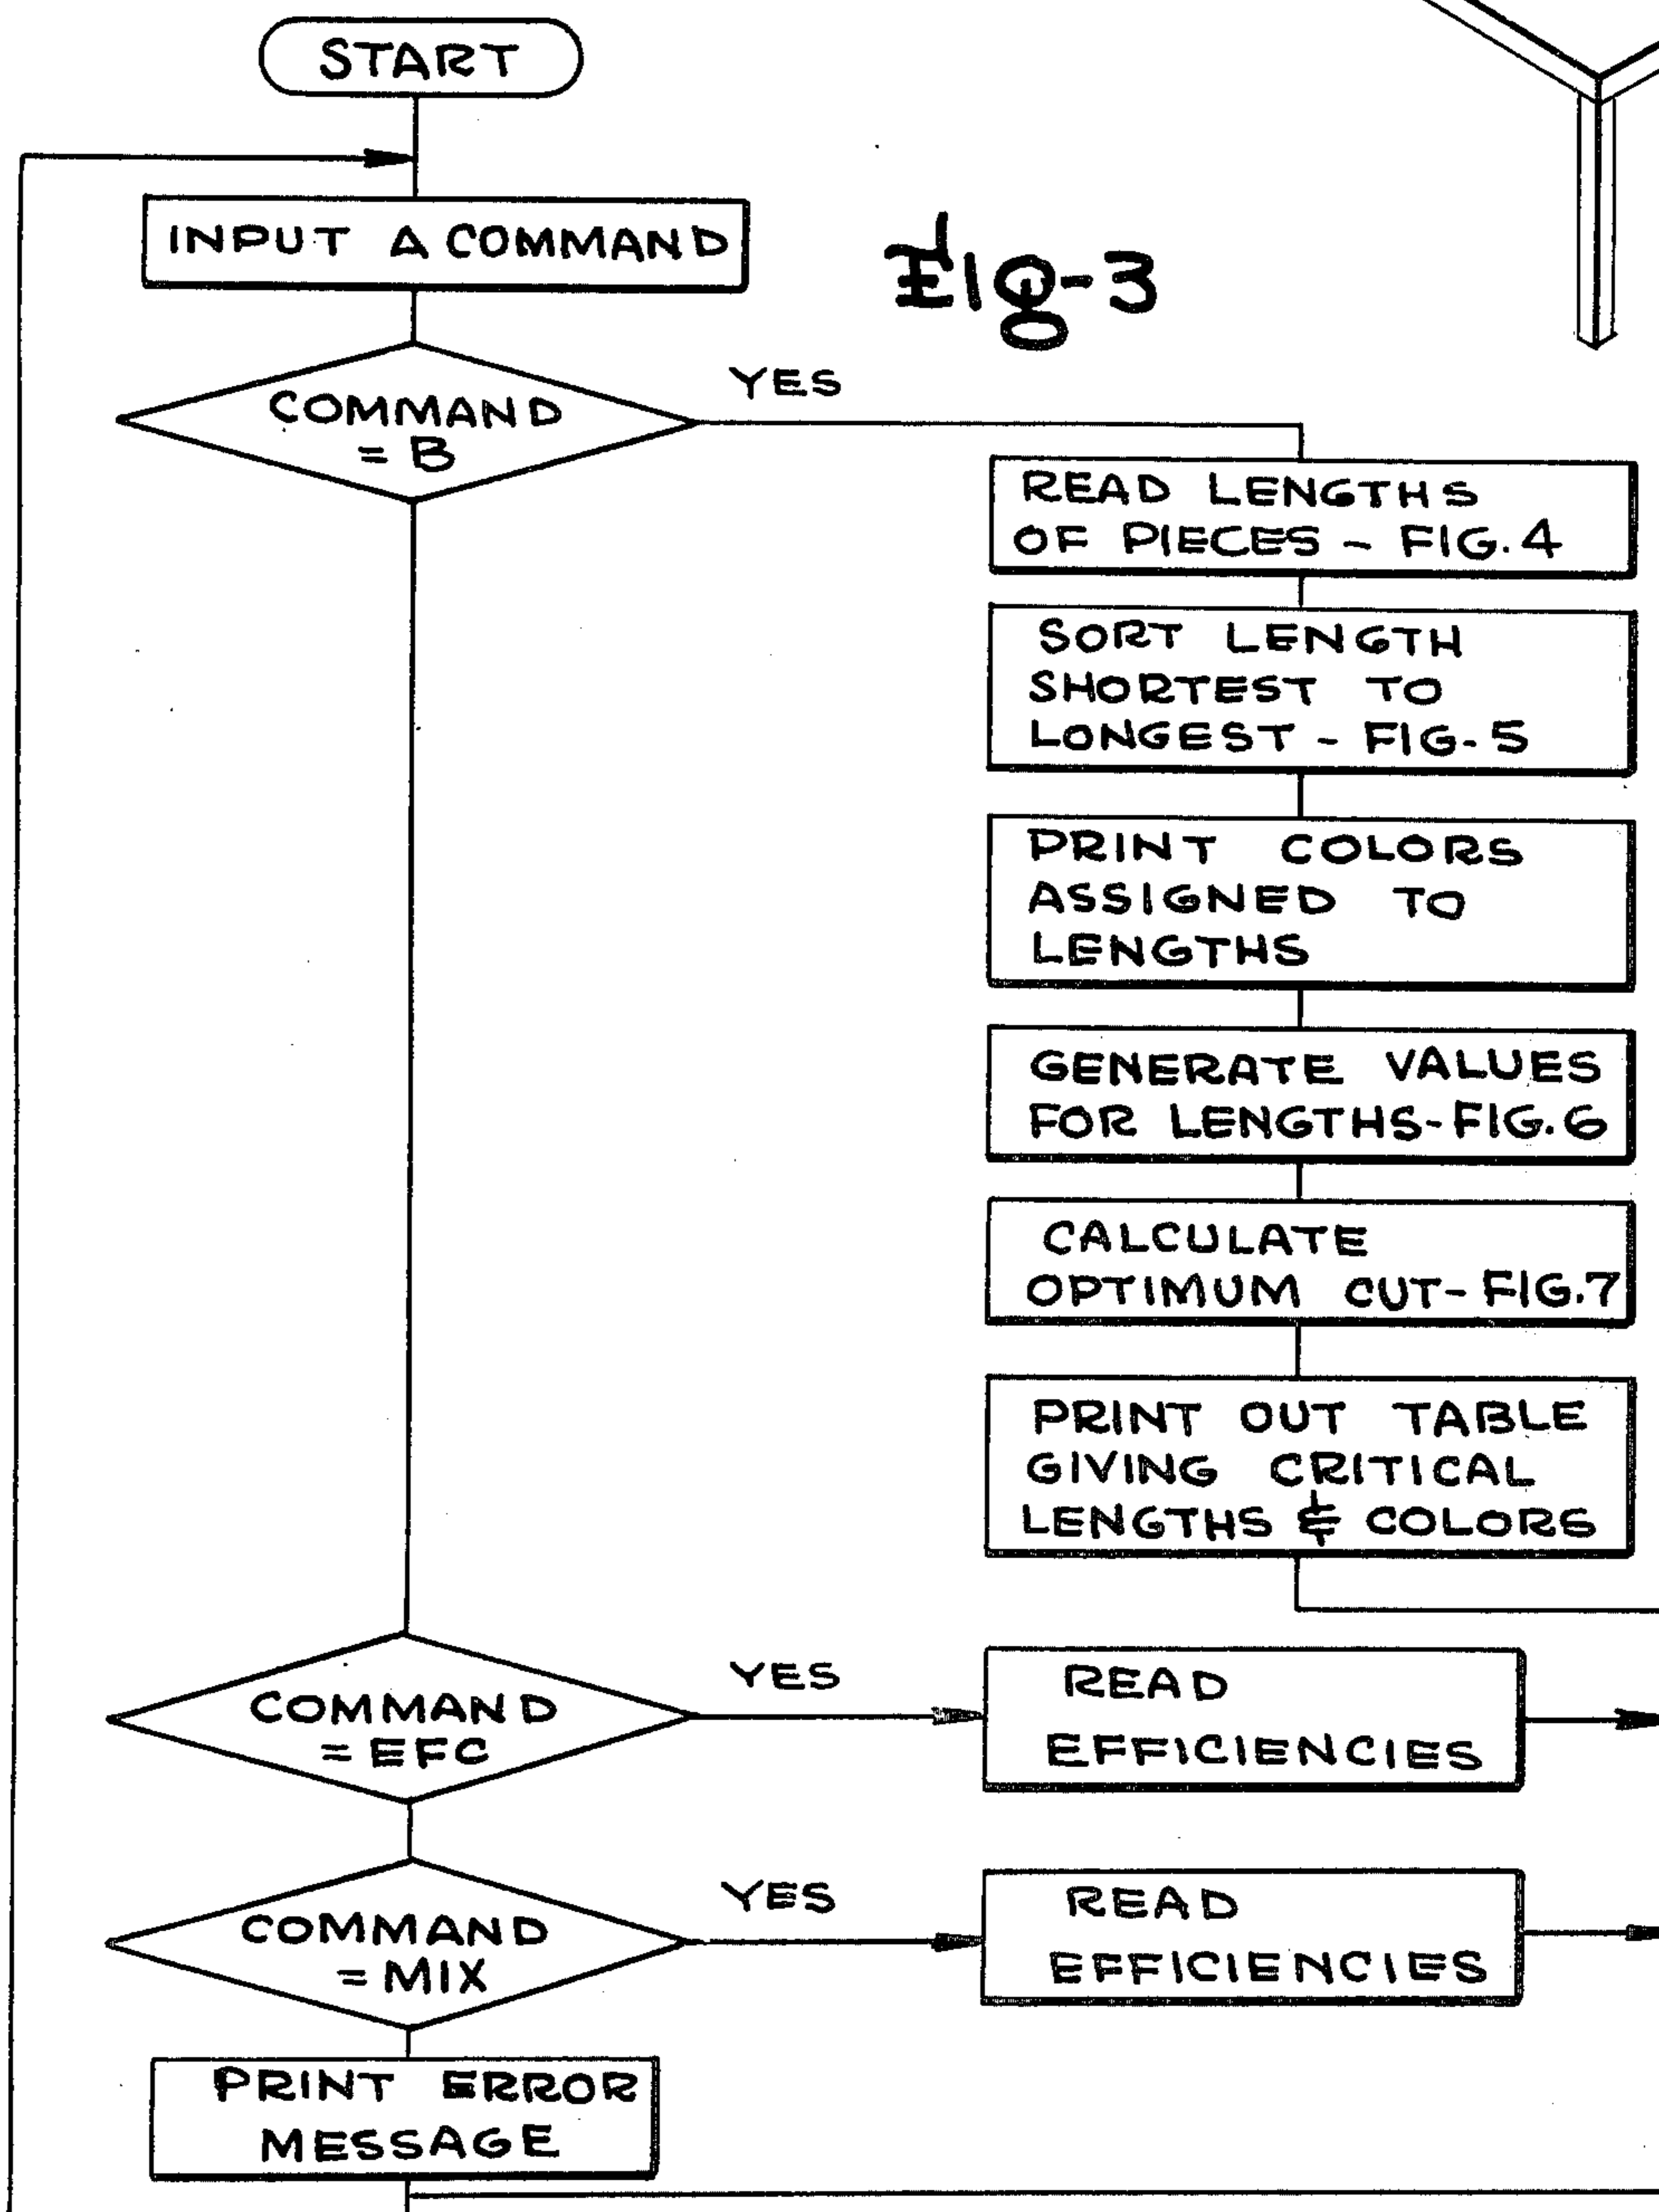 START
INPUT A COMMAND
Fig-3
COMMAND
= B
YES
READ LENGTHS
OF PIECES - FIG. 4
SORT LENGTH
SHORTEST TO
LONGEST - FIG-5
PRINT COLORS
ASSIGNED TO
LENGTHS
GENERATE VALUES
FOR LENGTHS-FIG. 6
CALCULATE
OPTIMUM CUT-FIG.7
PRINT OUT TABLE
GIVING CRITICAL
LENGTHS & COLORS
COMMAND
= EFC
YES
READ
EFFICIENCIES
COMMAND
= MIX
YES
READ
EFFICIENCIES
PRINT ERROR
MESSAGE